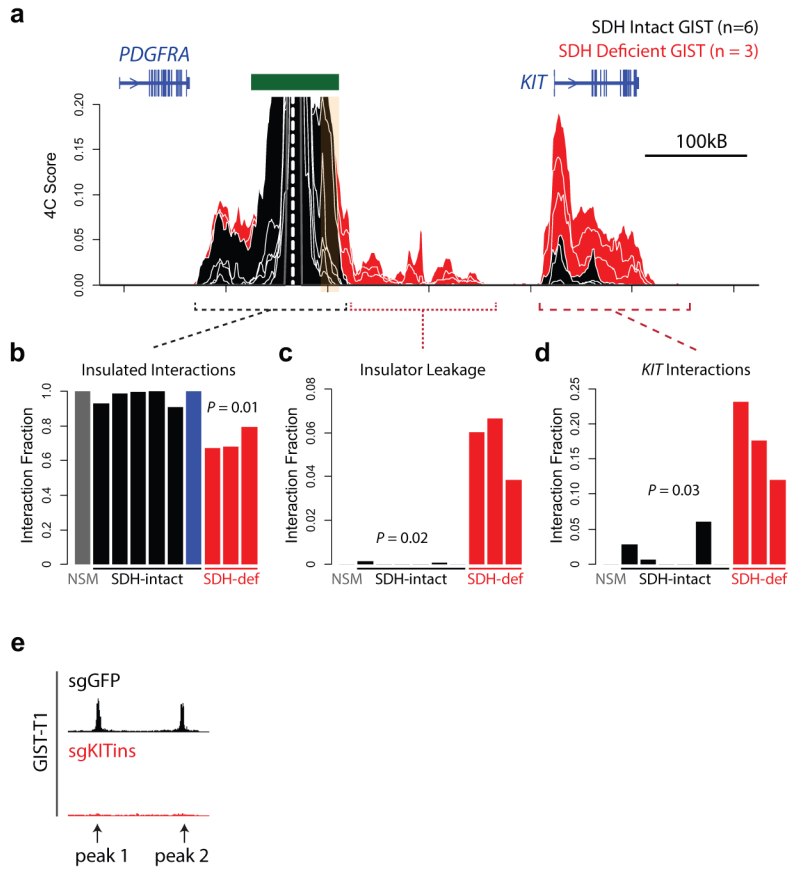 a
SDH Intact GIST (n=6)
SDH Deficient GIST (n = 3)
PDGFRA
KIT
100kB
4C Score
0.20
0.15
0.10
0.05
0.00
b
Insulated Interactions
Interaction Fraction
1.0
0.8
0.6
0.4
0.2
0
P = 0.01
NSM
SDH-intact
SDH-def
c
Insulator Leakage
Interaction Fraction
0.08
0.06
0.04
0.02
0
P = 0.02
NSM
SDH-intact
SDH-def
d
KIT Interactions
Interaction Fraction
0.25
0.20
0.15
0.10
0.05
0
P = 0.03
NSM
SDH-intact
SDH-def
e
GIST-T1
sgGFP
sgKITins
peak 1
peak 2